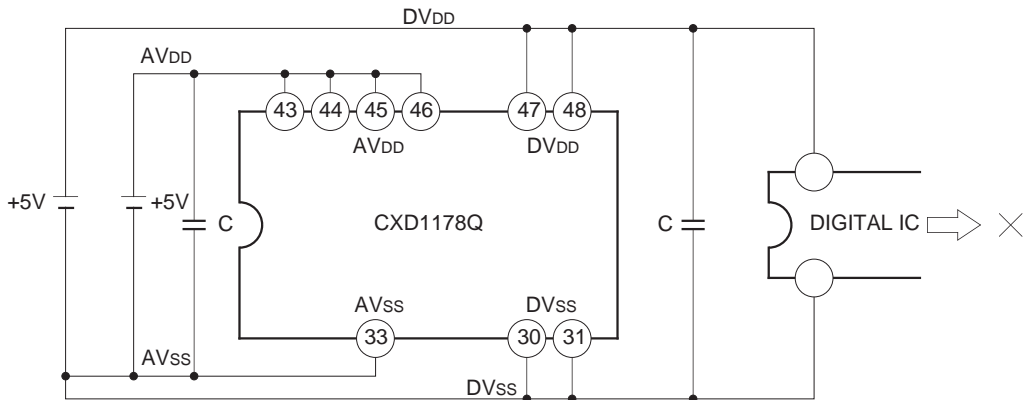 DVDD
AVDD
43 44 45 46 47 48
AVDD DVDD
+5V +5V C CXD1178Q C DIGITAL IC
AVSS DVSS
33 30 31
AVSS
DVSS